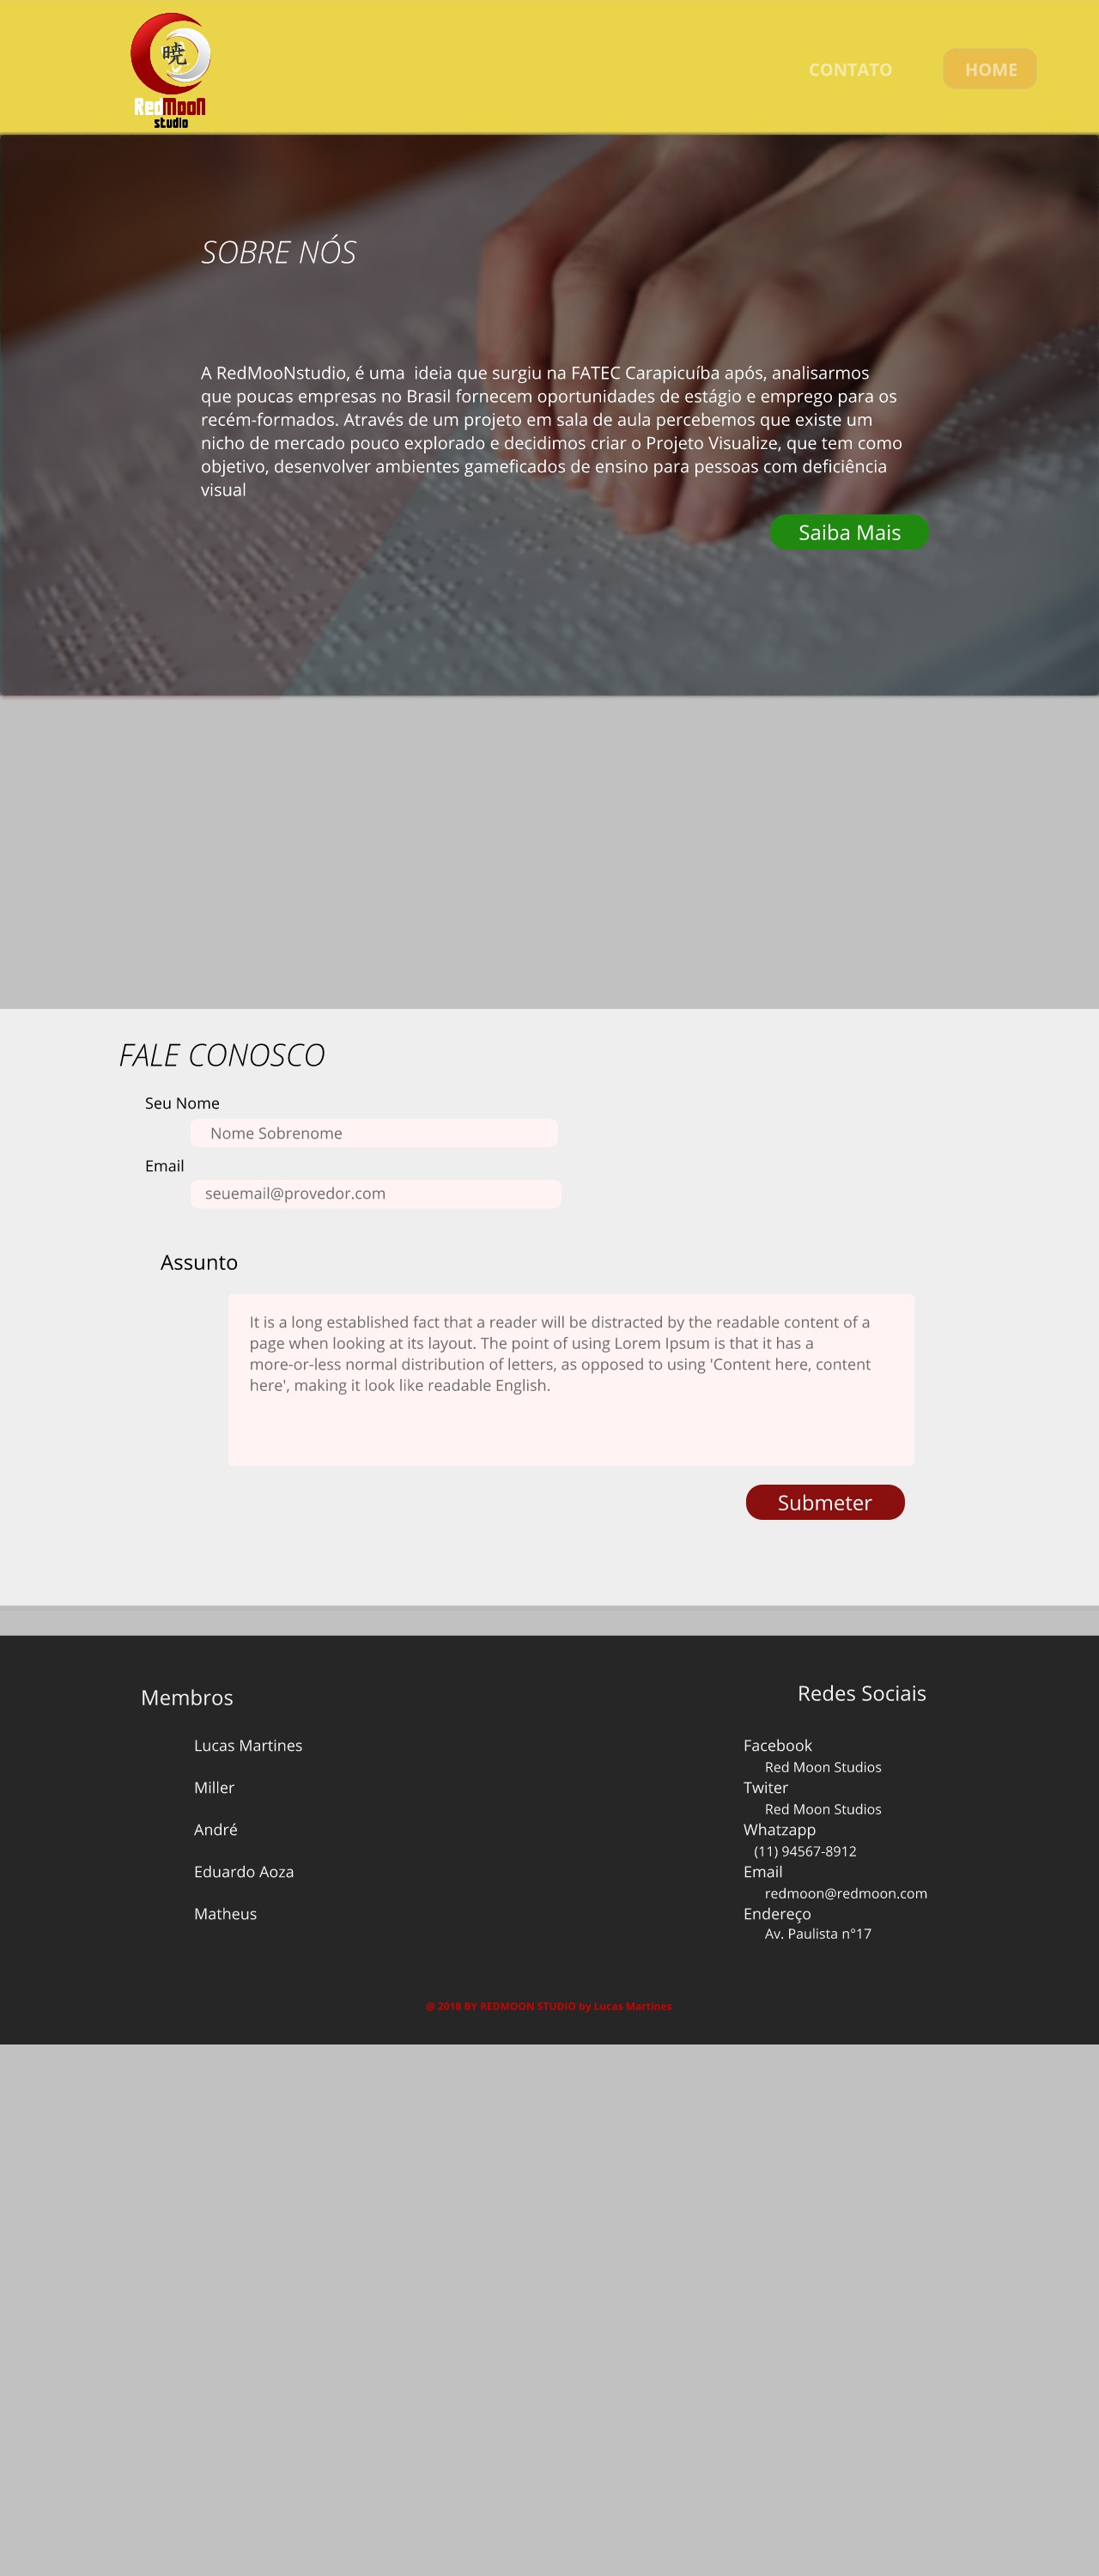 暁
RedMooN
studio
CONTATO
HOME
SOBRE NÓS
A RedMooNstudio, é uma  ideia que surgiu na FATEC Carapicuíba após, analisarmos
que poucas empresas no Brasil fornecem oportunidades de estágio e emprego para os
recém-formados. Através de um projeto em sala de aula percebemos que existe um
nicho de mercado pouco explorado e decidimos criar o Projeto Visualize, que tem como
objetivo, desenvolver ambientes gameficados de ensino para pessoas com deficiência
visual
Saiba Mais
FALE CONOSCO
Seu Nome
Nome Sobrenome
Email
seuemail@provedor.com
Assunto
It is a long established fact that a reader will be distracted by the readable content of a
page when looking at its layout. The point of using Lorem Ipsum is that it has a
more-or-less normal distribution of letters, as opposed to using 'Content here, content
here', making it look like readable English.
Submeter
Membros
Lucas Martines
Miller
André
Eduardo Aoza
Matheus
Redes Sociais
Facebook
Red Moon Studios
Twiter
Red Moon Studios
Whatzapp
(11) 94567-8912
Email
redmoon@redmoon.com
Endereço
Av. Paulista n°17
@ 2018 BY REDMOON STUDIO by Lucas Martines